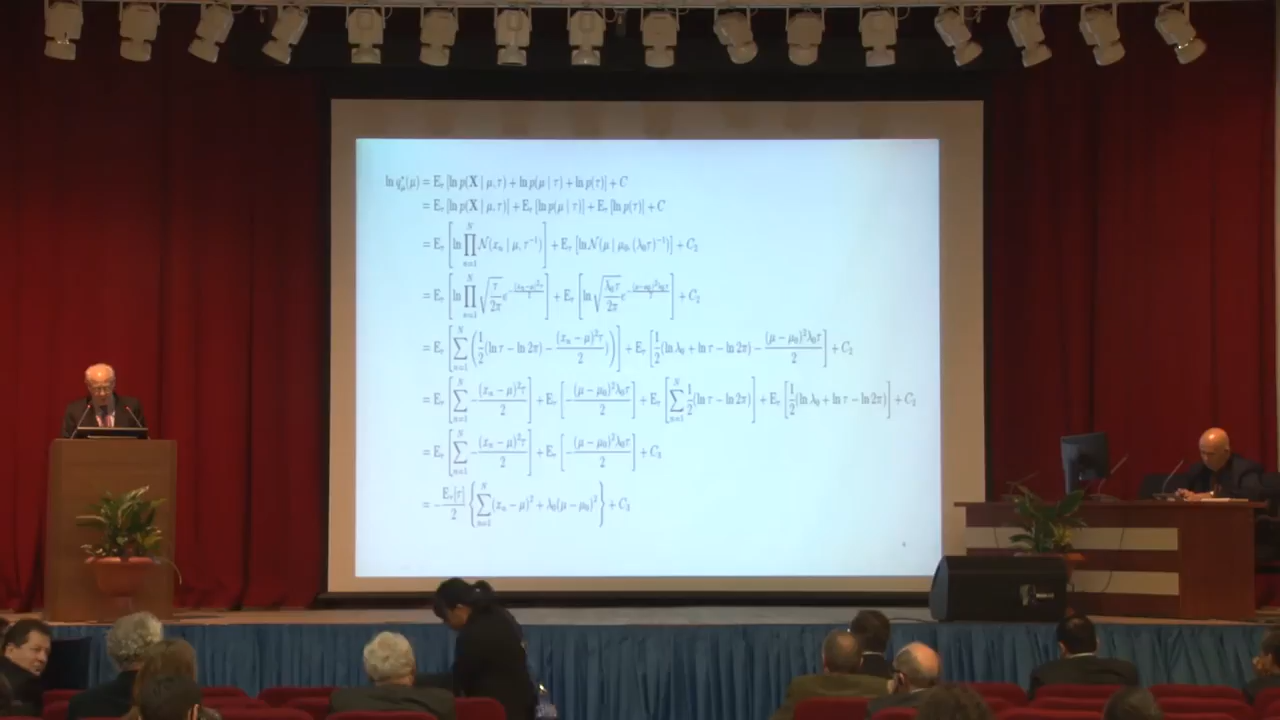 ln q*_μ(μ) = E_τ [ln p(X | μ, τ) + ln p(μ | τ) + ln p(τ)] + C
= E_τ [ln p(X | μ, τ)] + E_τ [ln p(μ | τ)] + E_τ [ln p(τ)] + C
= E_τ [ln ∏_{n=1}^{N} 𝒩(x_n | μ, τ^{-1})] + E_τ [ln 𝒩(μ | μ_0, (λ_0τ)^{-1})] + C_2
= E_τ [ln ∏_{n=1}^{N} √(τ/2π) e^{-(x_n-μ)²τ/2}] + E_τ [ln √(λ_0τ/2π) e^{-(μ-μ_0)²λ_0τ/2}] + C_2
= E_τ [∑_{n=1}^{N} (1/2(ln τ − ln 2π) − (x_n − μ)²τ/2)] + E_τ [1/2(ln λ_0 + ln τ − ln 2π) − (μ − μ_0)²λ_0τ/2] + C_2
= E_τ [∑_{n=1}^{N} −(x_n − μ)²τ/2] + E_τ [−(μ − μ_0)²λ_0τ/2] + E_τ [∑_{n=1}^{N} 1/2(ln τ − ln 2π)] + E_τ [1/2(ln λ_0 + ln τ − ln 2π)] + C_2
= E_τ [∑_{n=1}^{N} −(x_n − μ)²τ/2] + E_τ [−(μ − μ_0)²λ_0τ/2] + C_3
= −E_τ[τ]/2 {∑_{n=1}^{N} (x_n − μ)² + λ_0(μ − μ_0)²} + C_3